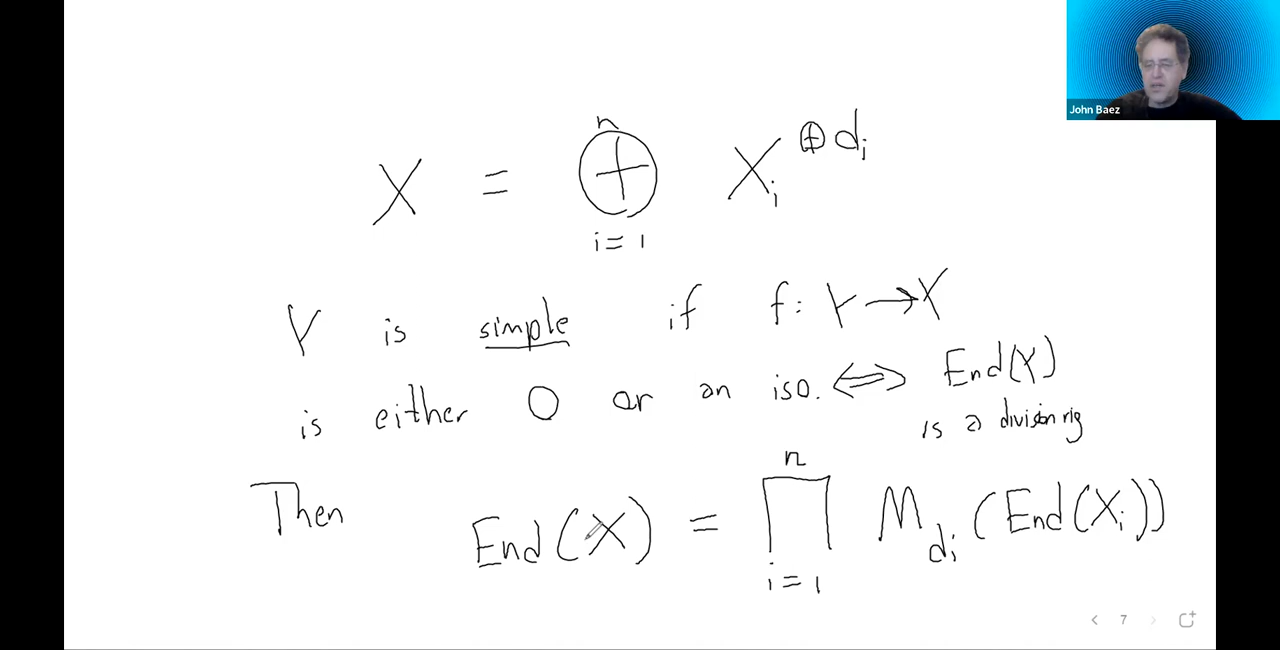 John Baez
X = ⊕_{i=1}^{n} X_i^{⊕ d_i}
Y is simple if f: Y → Y
is either 0 or an iso. ⟺ End(Y)
is a division rig
Then End(X) = ∏_{i=1}^{n} M_{d_i}(End(X_i))
< 7 >